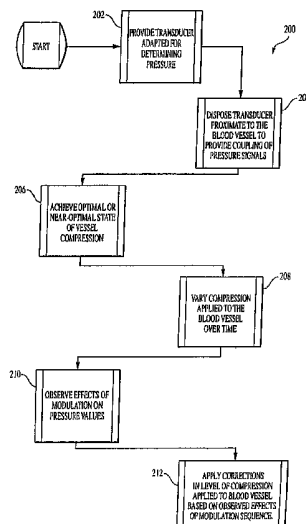 202
200
START
PROVIDE TRANSDUCER
ADAPTED FOR
DETERMINING
PRESSURE
20
DISPOSE TRANSDUCER
PROXIMATE TO THE
BLOOD VESSEL TO
PROVIDE COUPLING OF
PRESSURE SIGNALS
206
ACHIEVE OPTIMAL OR
NEAR-OPTIMAL STATE
OF VESSEL
COMPRESSION
208
VARY COMPRESSION
APPLIED TO THE
BLOOD VESSEL
OVER TIME
210
OBSERVE EFFECTS
OF MODULATION ON
PRESSURE VALUES
212
APPLY CORRECTIONS
IN LEVEL OF COMPRESSION
APPLIED TO BLOOD VESSEL
BASED ON OBSERVED EFFECTS
OF MODULATION SEQUENCE.